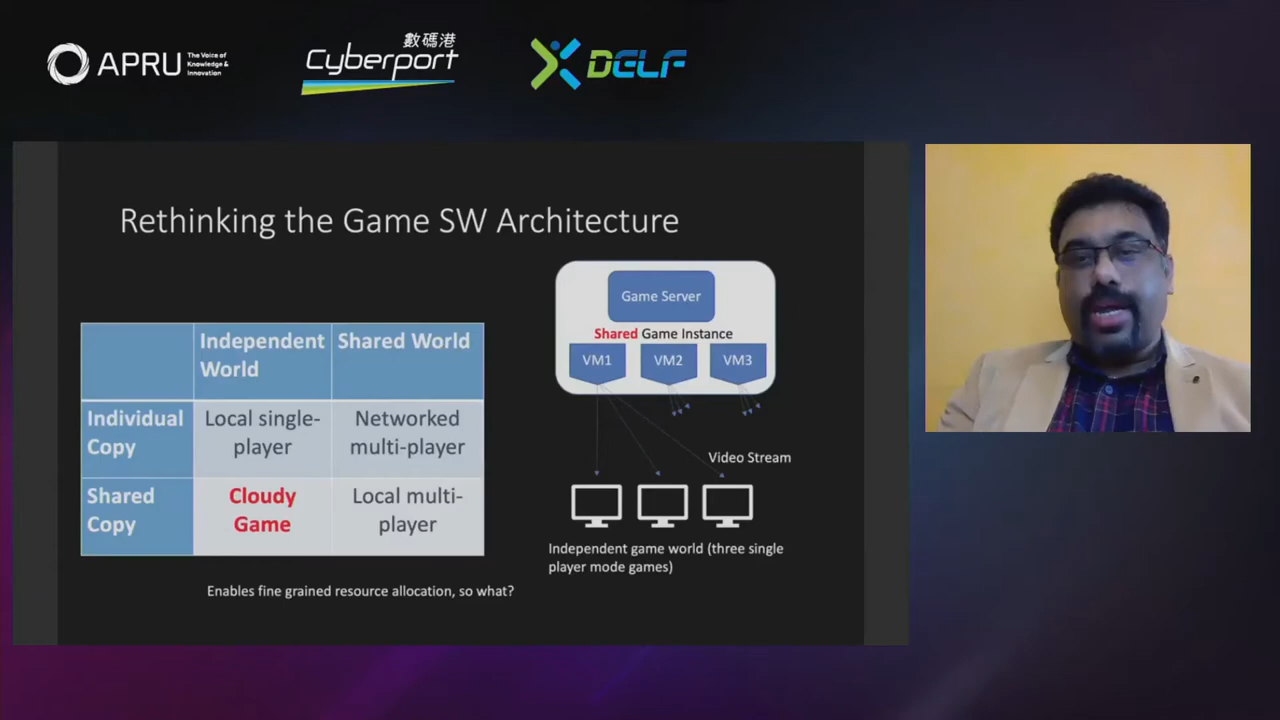 APRU
The Voice of
Knowledge &
Innovation
數碼港
Cyberport
DELF
Rethinking the Game SW Architecture
Independent World
Shared World
Individual Copy
Local single-player
Networked multi-player
Shared Copy
Cloudy Game
Local multi-player
Enables fine grained resource allocation, so what?
Game Server
Shared Game Instance
VM1
VM2
VM3
Video Stream
Independent game world (three single
player mode games)